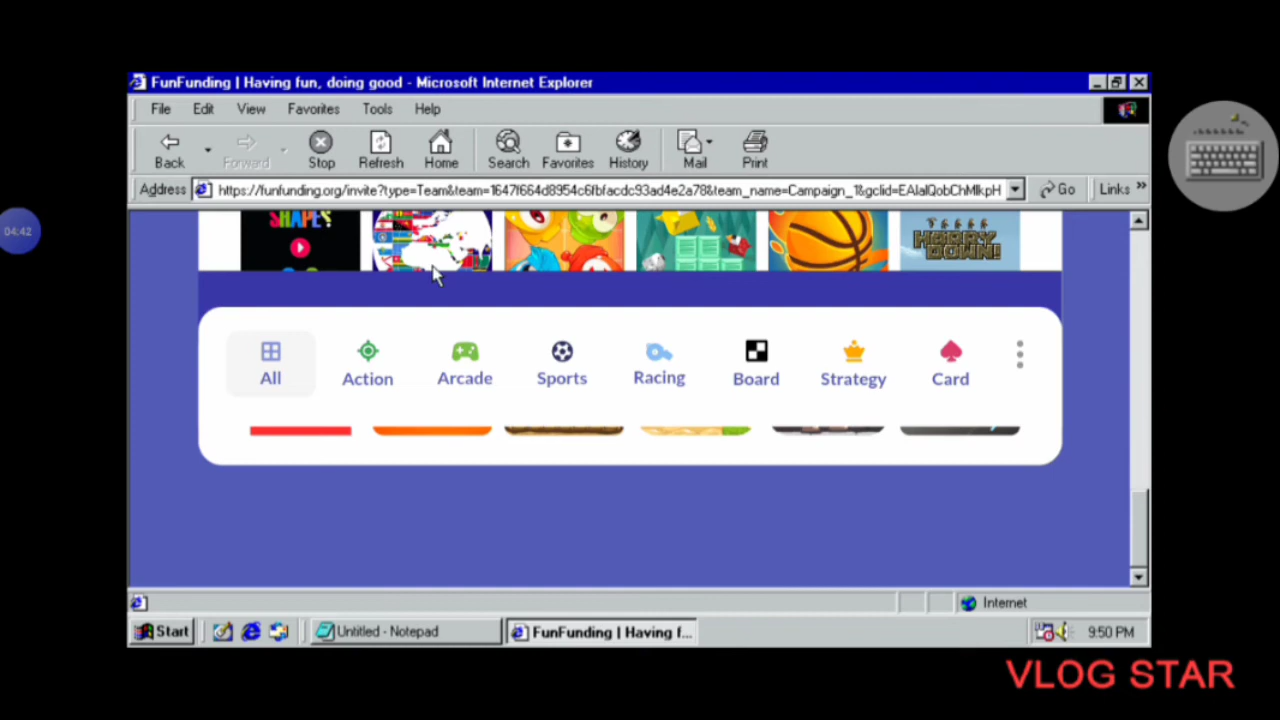 FunFunding | Having fun, doing good - Microsoft Internet Explorer
File Edit View Favorites Tools Help
Back Forward Stop Refresh Home Search Favorites History Mail Print
Address https://funfunding.org/invite?type=Team&team=1647f664d8954c6fbfacdc93ad4e2a78&team_name=Campaign_1&gclid=EAIaIQobChMIkpH Go Links »
04:42
SHAPES
HARRY
DOWN!
All Action Arcade Sports Racing Board Strategy Card
Internet
Start Untitled - Notepad FunFunding | Having f... 9:50 PM
VLOG STAR